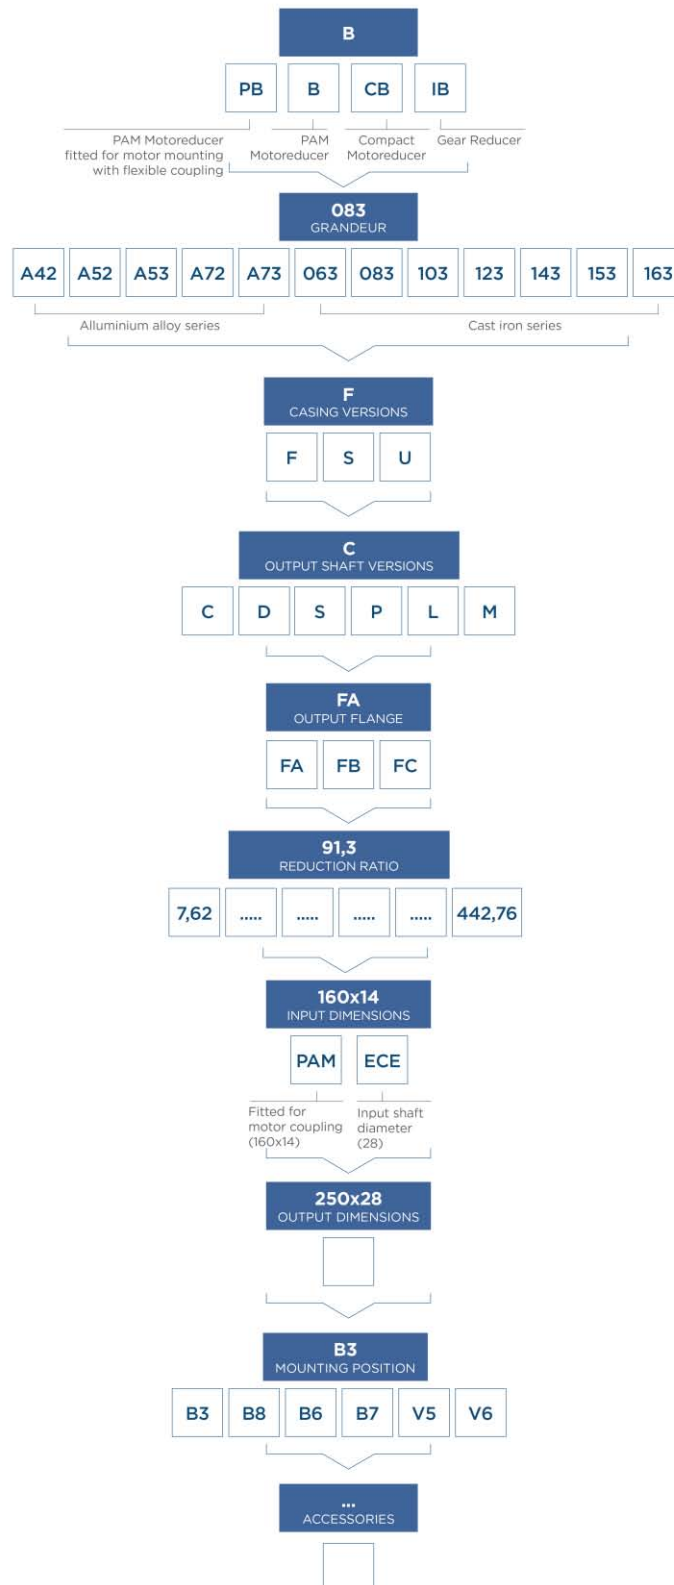 B
PB B CB IB
PAM Motoreducer
fitted for motor mounting
with flexible coupling
PAM
Motoreducer
Compact
Motoreducer
Gear Reducer
083
GRANDEUR
A42 A52 A53 A72 A73 063 083 103 123 143 153 163
Alluminium alloy series
Cast iron series
F
CASING VERSIONS
F S U
C
OUTPUT SHAFT VERSIONS
C D S P L M
FA
OUTPUT FLANGE
FA FB FC
91,3
REDUCTION RATIO
7,62 ..... ..... ..... ..... 442,76
160x14
INPUT DIMENSIONS
PAM ECE
Fitted for
motor coupling
(160x14)
Input shaft
diameter
(28)
250x28
OUTPUT DIMENSIONS
B3
MOUNTING POSITION
B3 B8 B6 B7 V5 V6
...
ACCESSORIES